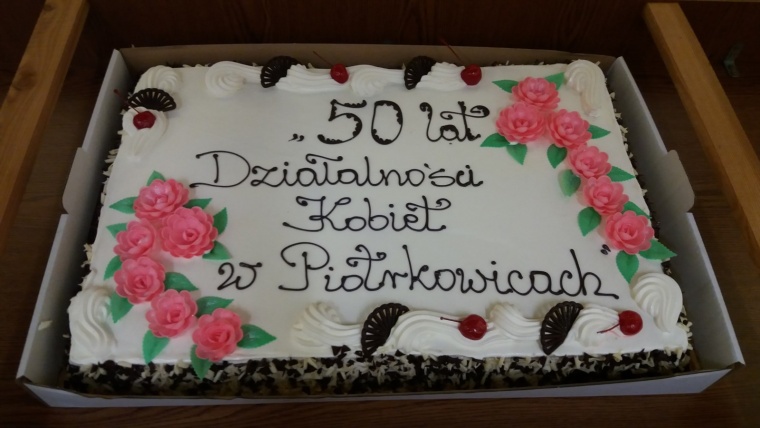 „50 lat
Działalności
Kobiet
w Piotrkowicach”